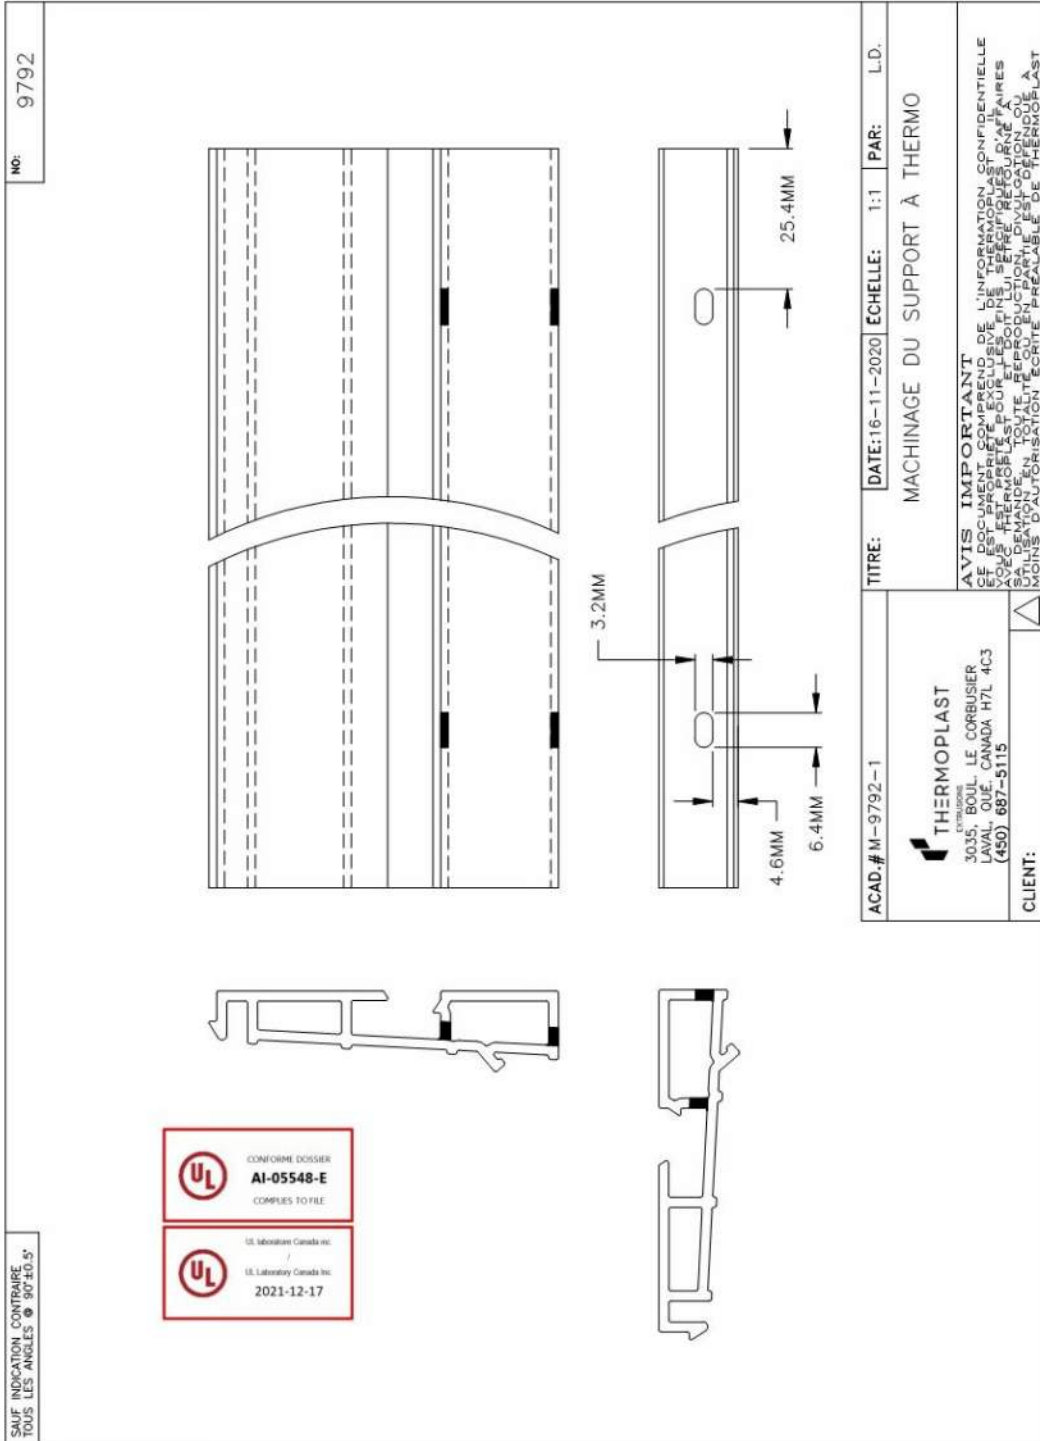 NO: 9792
SAUF INDICATION CONTRAIRE
TOUS LES ANGLES @ 90°±0.5°
25.4MM
3.2MM
4.6MM
6.4MM
CONFORME DOSSIER
AI-05548-E
COMPLIES TO FILE
UL
UL laboratoire Canada inc.
/
UL Laboratory Canada Inc.
2021-12-17
UL
ACAD.# M-9792-1
TITRE:
DATE:16-11-2020
ÉCHELLE: 1:1
PAR: L.D.
MACHINAGE DU SUPPORT À THERMO
THERMOPLAST
EXTRUSIONS
3035, BOUL. LE CORBUSIER
LAVAL, QUÉ. CANADA H7L 4C3
(450) 687-5115
CLIENT:
AVIS IMPORTANT
CE DOCUMENT COMPREND DE L'INFORMATION CONFIDENTIELLE
ET EST PROPRIÉTÉ EXCLUSIVE DE THERMOPLAST IL
VOUS EST PRÊTÉ POUR LES FINS SPÉCIFIQUES D'AFFAIRES
AVEC THERMOPLAST ET DOIT LUI ÊTRE RETOURNÉ À
SA DEMANDE. TOUTE REPRODUCTION, DIVULGATION OU
UTILISATION EN TOTALITÉ OU EN PARTIE EST DÉFENDUE À
MOINS D'AUTORISATION ÉCRITE PRÉALABLE DE THERMOPLAST